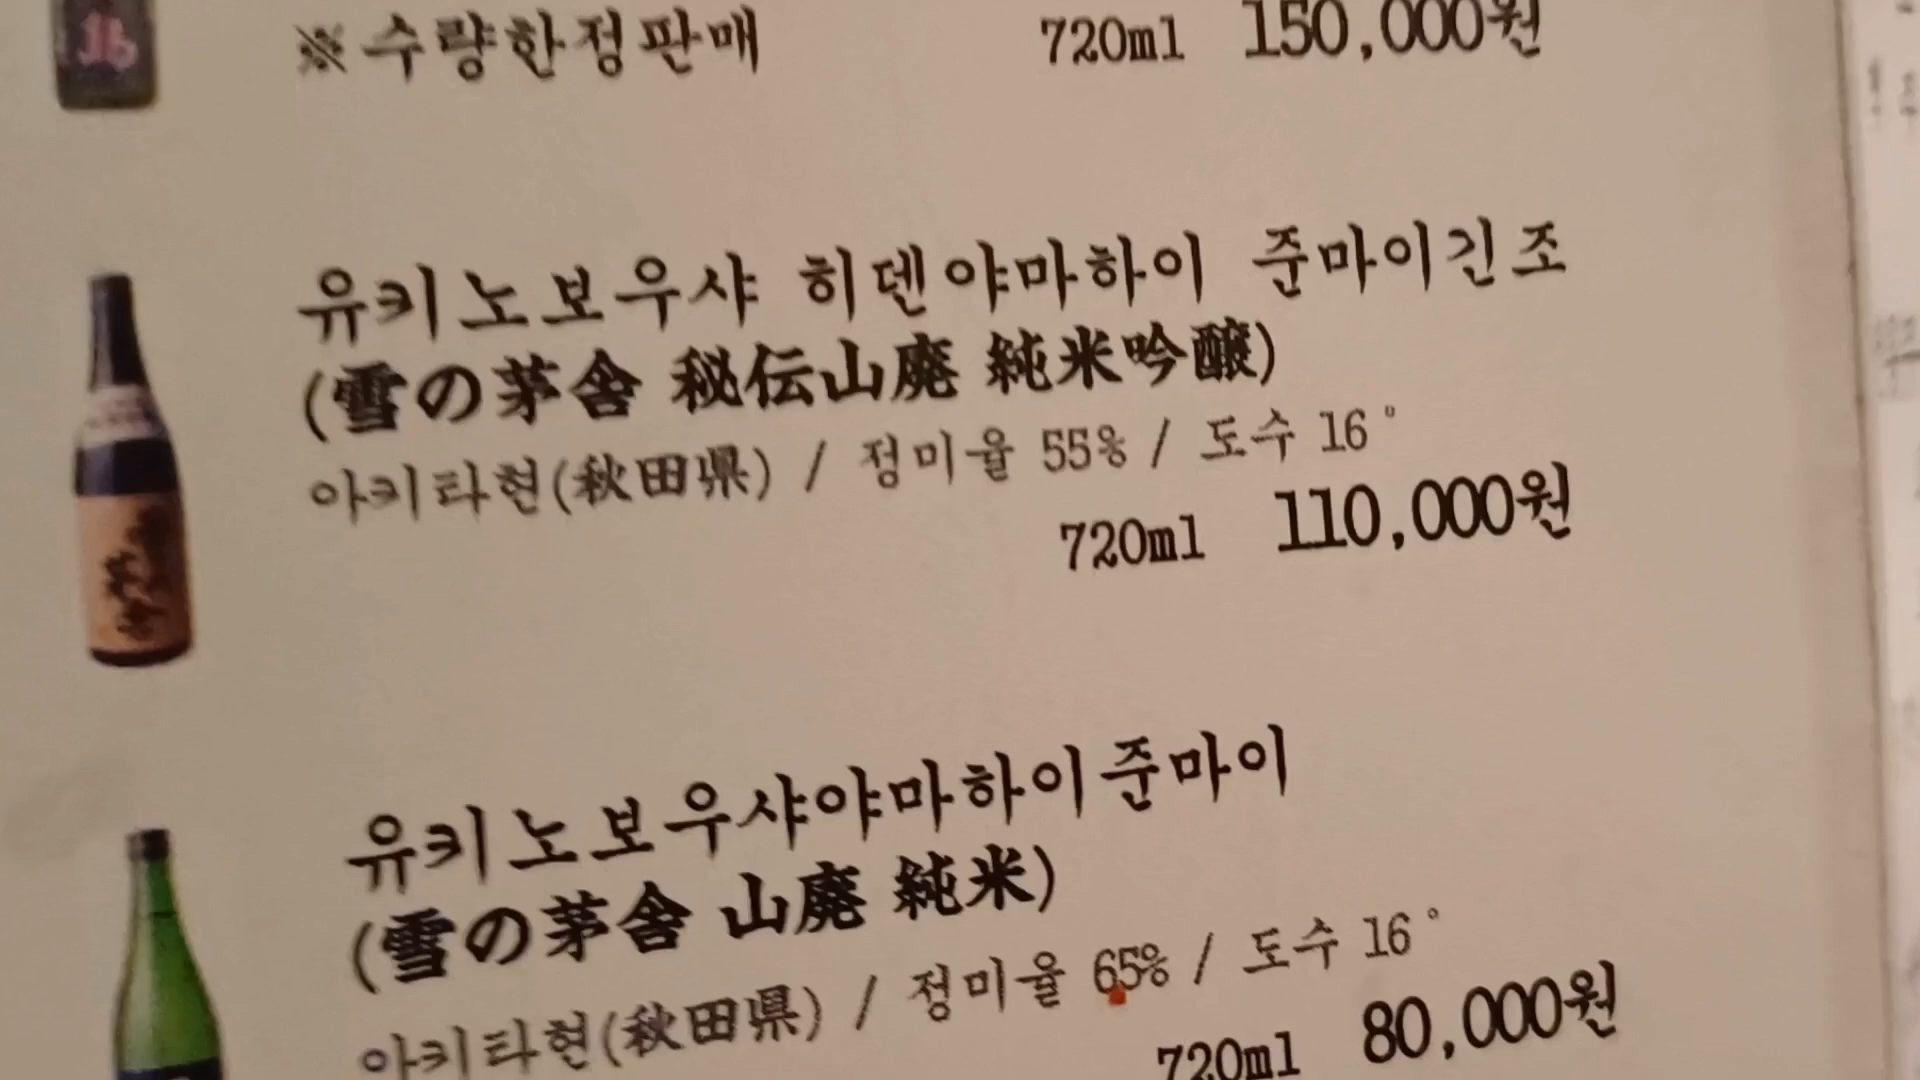 ※수량한정판매 720ml 150,000원
유키노보우샤 히덴야마하이 준마이긴조
(雪の茅舎 秘伝山廃 純米吟醸)
아키타현(秋田県) / 정미율 55% / 도수 16°
720ml 110,000원
유키노보우샤야마하이준마이
(雪の茅舎 山廃 純米)
아키타현(秋田県) / 정미율 65% / 도수 16°
720ml 80,000원